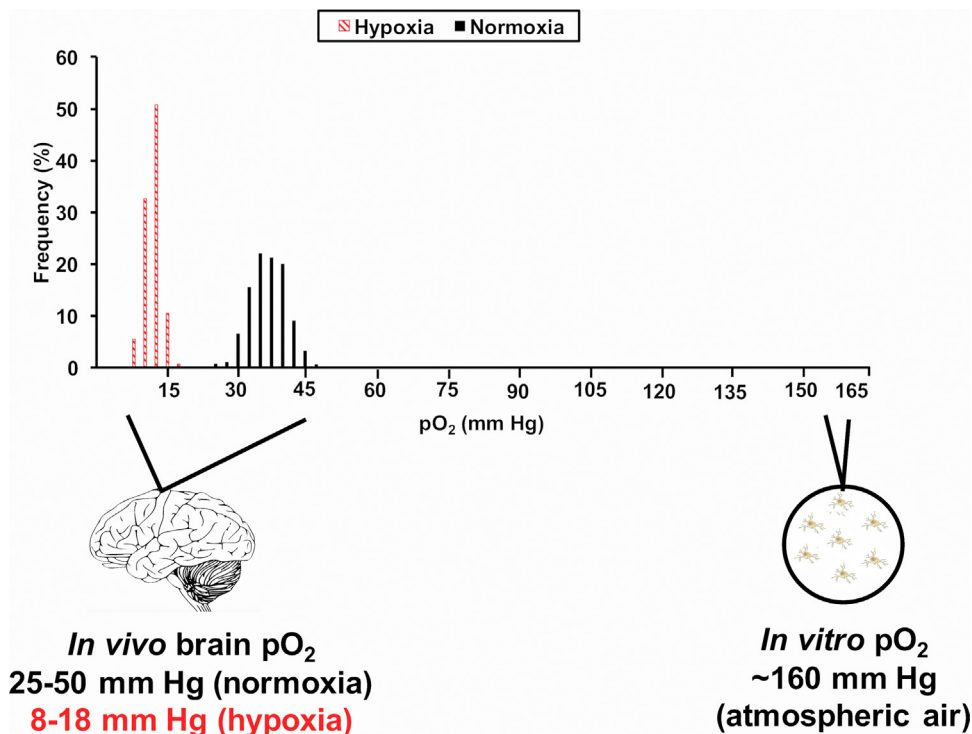 Hypoxia Normoxia
60
50
40
30
20
10
0
Frequency (%)
15 30 45 60 75 90 105 120 135 150 165
pO₂ (mm Hg)
In vivo brain pO₂
25-50 mm Hg (normoxia)
8-18 mm Hg (hypoxia)
In vitro pO₂
~160 mm Hg
(atmospheric air)